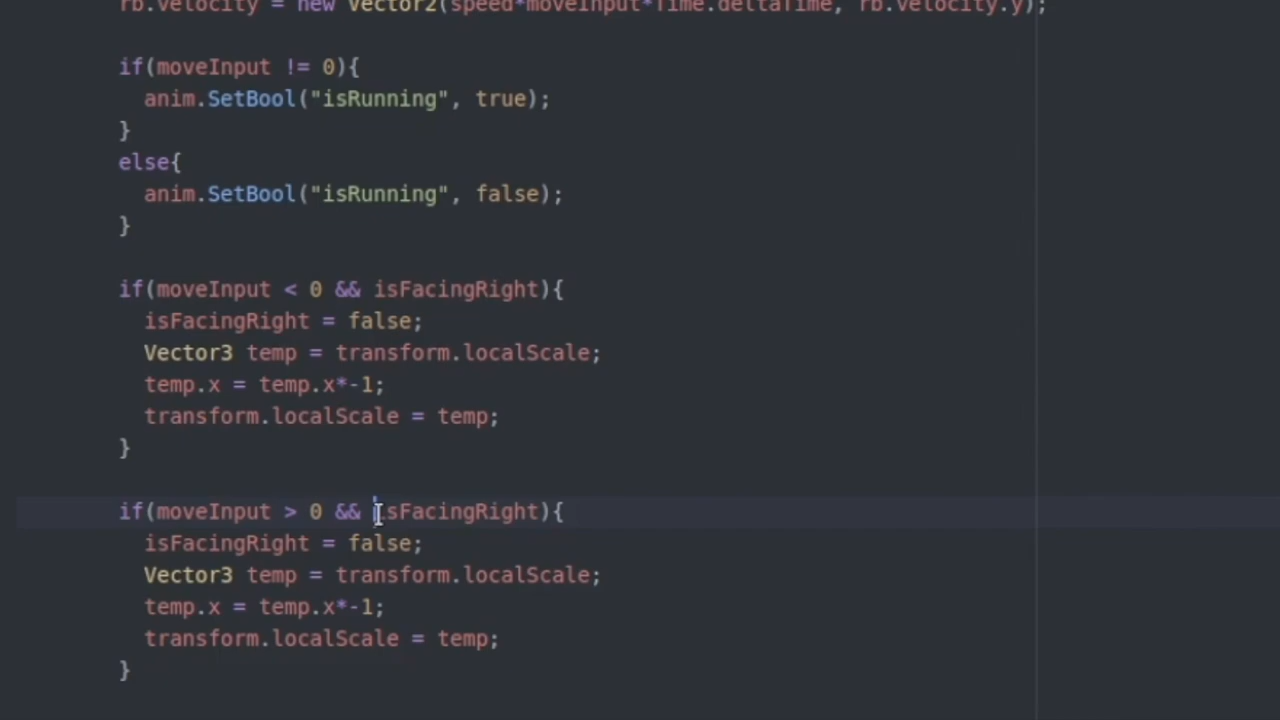 rb.velocity = new Vector2(speed*moveInput*Time.deltaTime, rb.velocity.y);
if(moveInput != 0){
anim.SetBool("isRunning", true);
}
else{
anim.SetBool("isRunning", false);
}
if(moveInput < 0 && isFacingRight){
isFacingRight = false;
Vector3 temp = transform.localScale;
temp.x = temp.x*-1;
transform.localScale = temp;
}
if(moveInput > 0 && isFacingRight){
isFacingRight = false;
Vector3 temp = transform.localScale;
temp.x = temp.x*-1;
transform.localScale = temp;
}